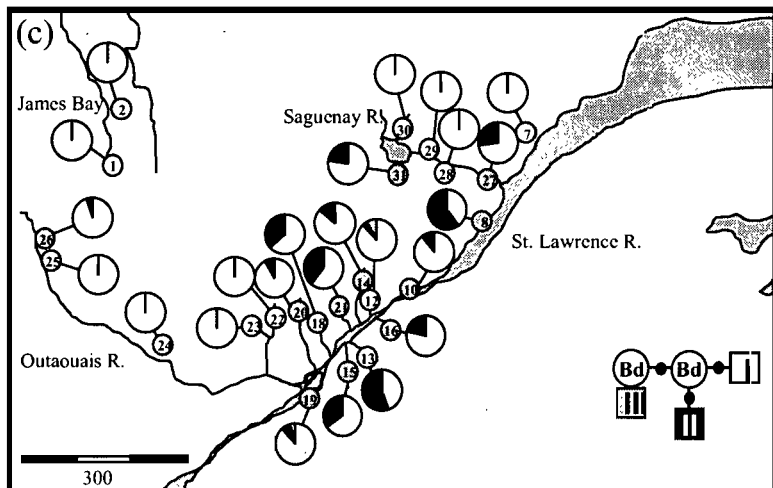 (c)
James Bay
2
1
Saguenay R.
30
29
28
7
27
31
8
St. Lawrence R.
26
25
24
Outaouais R.
23
22
20
18
21
14
12
10
16
13
15
19
Bd
Bd
I
III
II
300